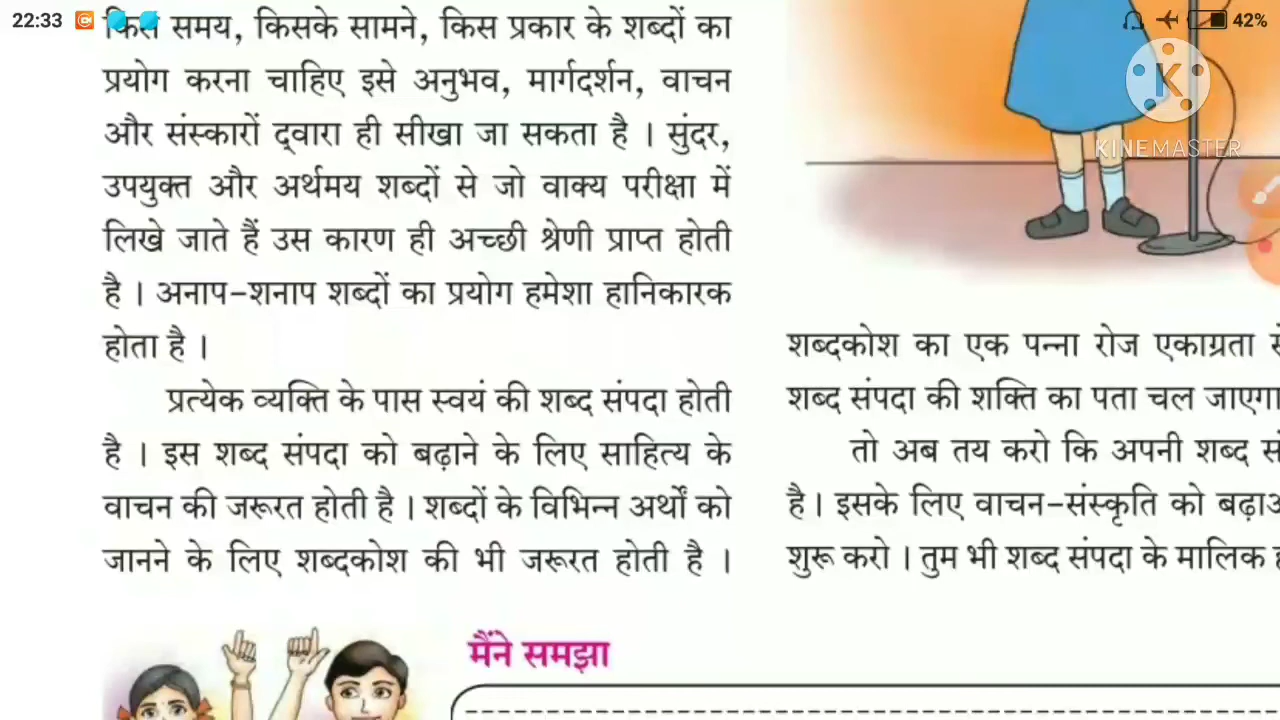 22:33
42%
किस समय, किसके सामने, किस प्रकार के शब्दों का
प्रयोग करना चाहिए इसे अनुभव, मार्गदर्शन, वाचन
और संस्कारों द्‌वारा ही सीखा जा सकता है । सुंदर,
उपयुक्त और अर्थमय शब्दों से जो वाक्य परीक्षा में
लिखे जाते हैं उस कारण ही अच्छी श्रेणी प्राप्त होती
है । अनाप-शनाप शब्दों का प्रयोग हमेशा हानिकारक
होता है ।
प्रत्येक व्यक्ति के पास स्वयं की शब्द संपदा होती
है । इस शब्द संपदा को बढ़ाने के लिए साहित्य के
वाचन की जरूरत होती है । शब्दों के विभिन्न अर्थों को
जानने के लिए शब्दकोश की भी जरूरत होती है ।
K
KINEMASTER
शब्दकोश का एक पन्ना रोज एकाग्रता
शब्द संपदा की शक्ति का पता चल जाएगा
तो अब तय करो कि अपनी शब्द
है । इसके लिए वाचन-संस्कृति को
शुरू करो । तुम भी शब्द संपदा के मालिक
मैंने समझा